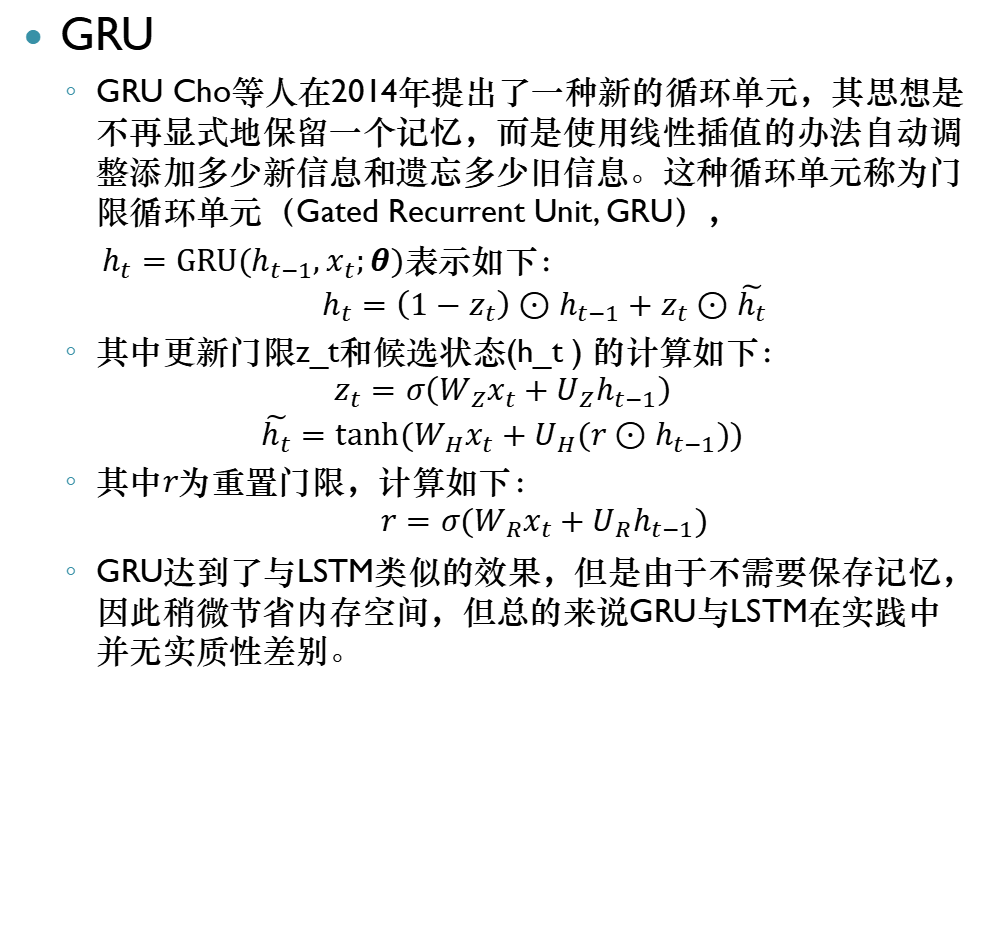 • GRU
◦ GRU Cho等人在2014年提出了一种新的循环单元，其思想是
不再显式地保留一个记忆，而是使用线性插值的办法自动调
整添加多少新信息和遗忘多少旧信息。这种循环单元称为门
限循环单元（Gated Recurrent Unit, GRU），
h_t = GRU(h_{t−1}, x_t; θ)表示如下：
h_t = (1 − z_t) ⊙ h_{t−1} + z_t ⊙ h̃_t
◦ 其中更新门限z_t和候选状态(h_t ) ̃的计算如下：
z_t = σ(W_Z x_t + U_Z h_{t−1})
h̃_t = tanh(W_H x_t + U_H(r ⊙ h_{t−1}))
◦ 其中r为重置门限，计算如下：
r = σ(W_R x_t + U_R h_{t−1})
◦ GRU达到了与LSTM类似的效果，但是由于不需要保存记忆，
因此稍微节省内存空间，但总的来说GRU与LSTM在实践中
并无实质性差别。